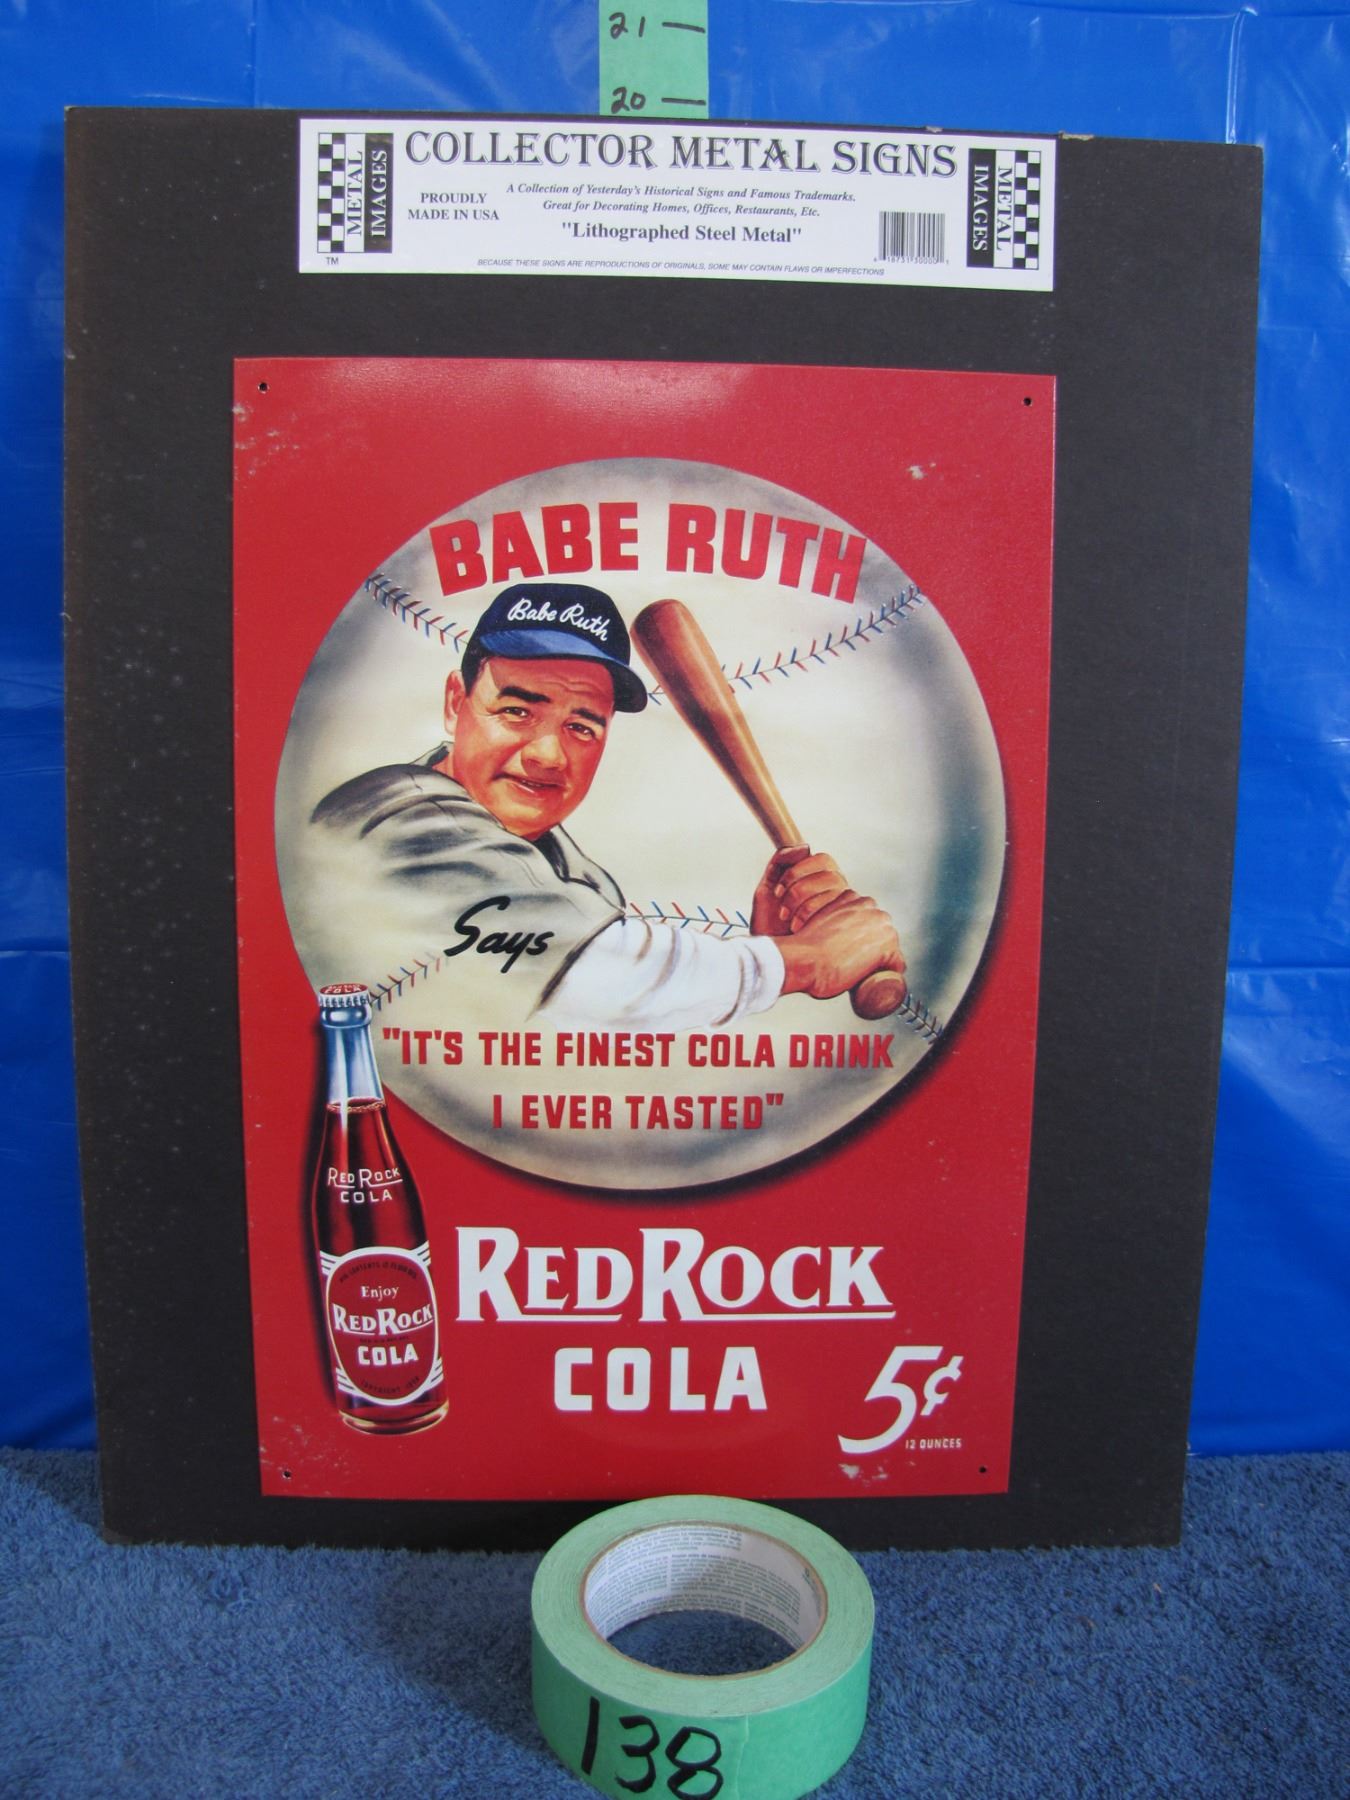 21 —
20 —
METAL IMAGES
TM
COLLECTOR METAL SIGNS
PROUDLY
MADE IN USA
A Collection of Yesterday's Historical Signs and Famous Trademarks.
Great for Decorating Homes, Offices, Restaurants, Etc.
"Lithographed Steel Metal"
BECAUSE THESE SIGNS ARE REPRODUCTIONS OF ORIGINALS, SOME MAY CONTAIN FLAWS OR IMPERFECTIONS
METAL IMAGES
BABE RUTH
Babe Ruth
Says
"IT'S THE FINEST COLA DRINK
I EVER TASTED"
COLA
RED ROCK
COLA
Enjoy
RED ROCK
COLA
RED ROCK
COLA
5¢
12 OUNCES
138